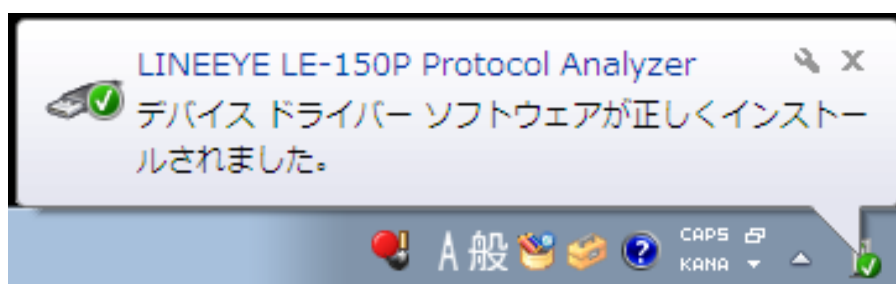 LINEEYE LE-150P Protocol Analyzer
デバイス ドライバー ソフトウェアが正しくインストー
ルされました。
A 般 CAPS
KANA